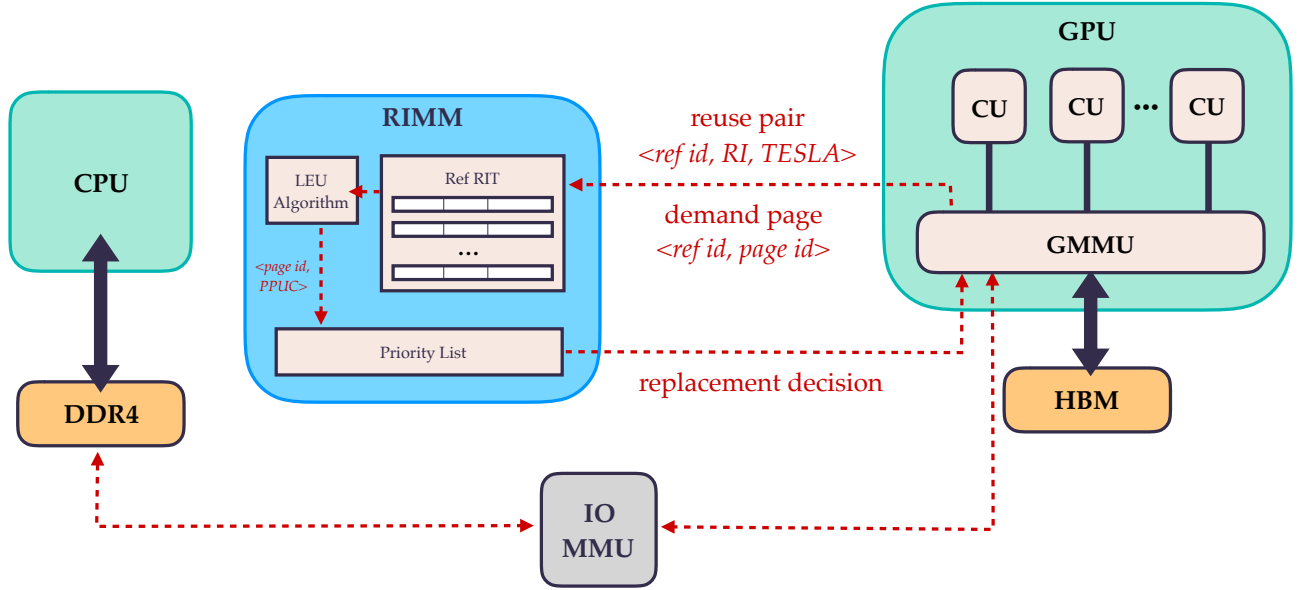 GPU
CU
CU
...
CU
GMMU
HBM
CPU
DDR4
RIMM
LEU
Algorithm
Ref RIT
...
<page id,
PPUC>
Priority List
reuse pair
<ref id, RI, TESLA>
demand page
<ref id, page id>
replacement decision
IO
MMU